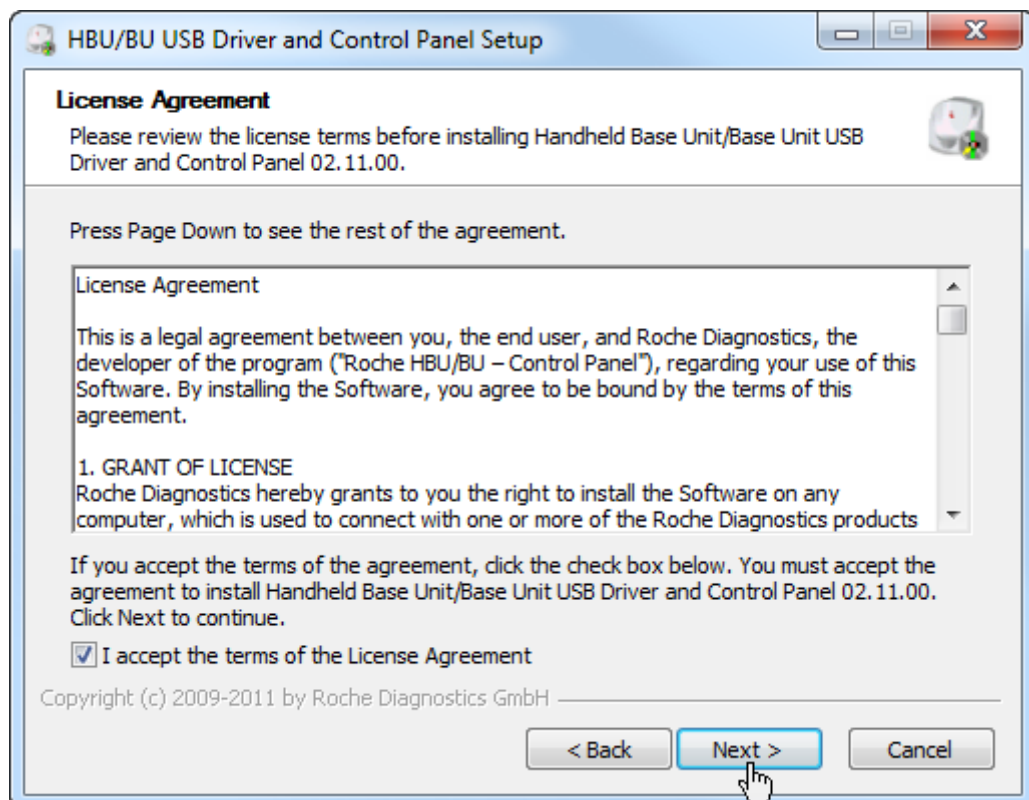 HBU/BU USB Driver and Control Panel Setup
License Agreement
Please review the license terms before installing Handheld Base Unit/Base Unit USB
Driver and Control Panel 02.11.00.
Press Page Down to see the rest of the agreement.
License Agreement
This is a legal agreement between you, the end user, and Roche Diagnostics, the
developer of the program ("Roche HBU/BU – Control Panel"), regarding your use of this
Software. By installing the Software, you agree to be bound by the terms of this
agreement.
1. GRANT OF LICENSE
Roche Diagnostics hereby grants to you the right to install the Software on any
computer, which is used to connect with one or more of the Roche Diagnostics products
If you accept the terms of the agreement, click the check box below. You must accept the
agreement to install Handheld Base Unit/Base Unit USB Driver and Control Panel 02.11.00.
Click Next to continue.
I accept the terms of the License Agreement
Copyright (c) 2009-2011 by Roche Diagnostics GmbH
< Back Next > Cancel